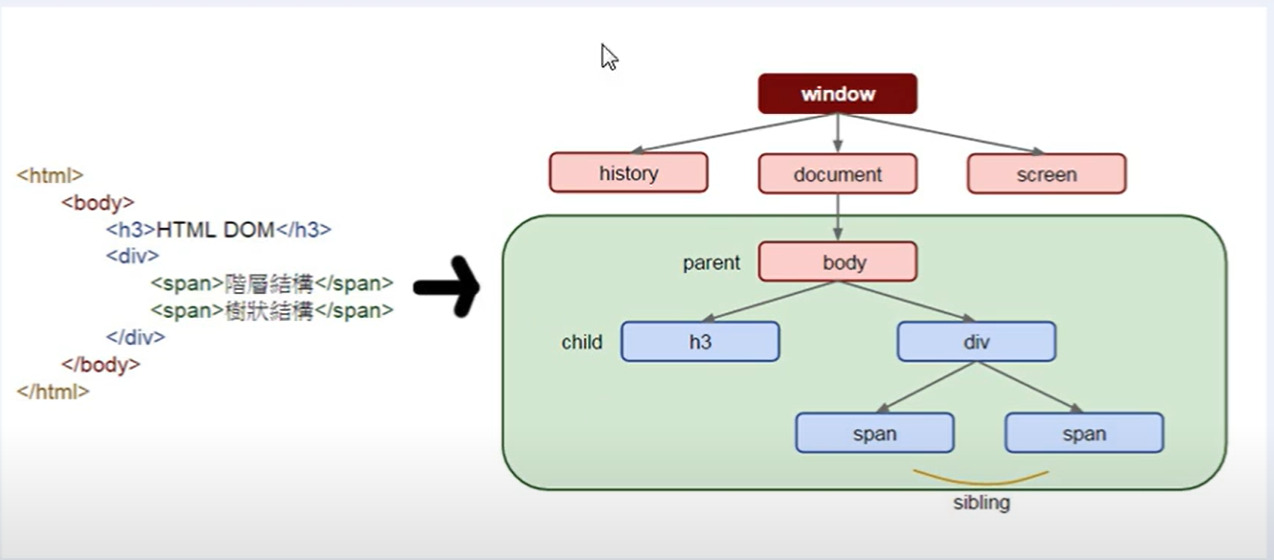 <html>
<body>
<h3>HTML DOM</h3>
<div>
<span>階層結構</span>
<span>樹狀結構</span>
</div>
</body>
</html>
window
history
document
screen
parent
body
child
h3
div
span
span
sibling